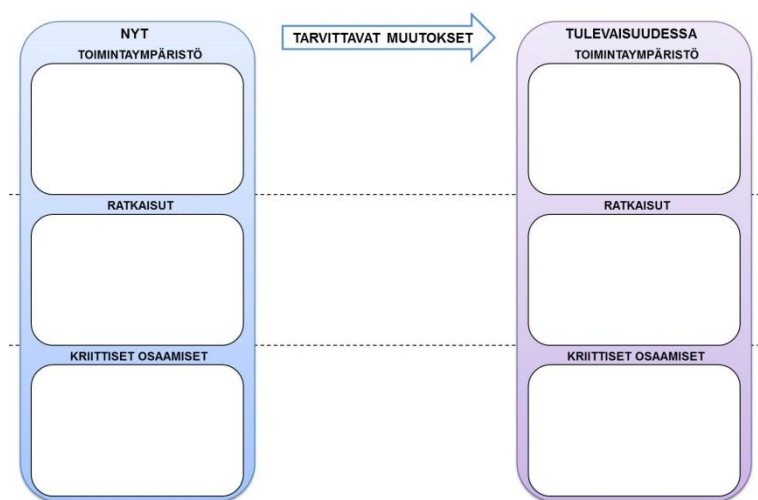 NYT
TOIMINTAYMPÄRISTÖ
RATKAISUT
KRIITTISET OSAAMISET
TARVITTAVAT MUUTOKSET
TULEVAISUUDESSA
TOIMINTAYMPÄRISTÖ
RATKAISUT
KRIITTISET OSAAMISET